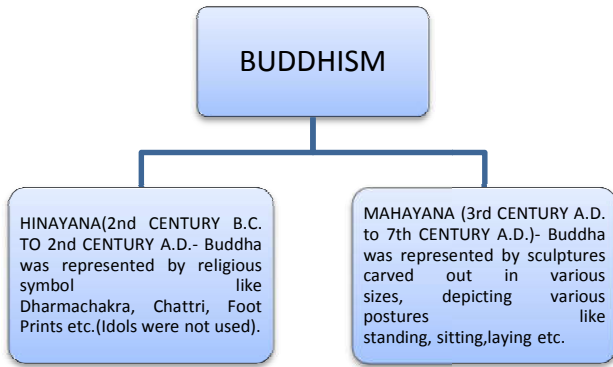 BUDDHISM
HINAYANA(2nd CENTURY B.C.
TO 2nd CENTURY A.D.- Buddha
was represented by religious
symbol like
Dharmachakra, Chattri, Foot
Prints etc.(Idols were not used).
MAHAYANA (3rd CENTURY A.D.
to 7th CENTURY A.D.)- Buddha
was represented by sculptures
carved out in various
sizes, depicting various
postures like
standing, sitting,laying etc.